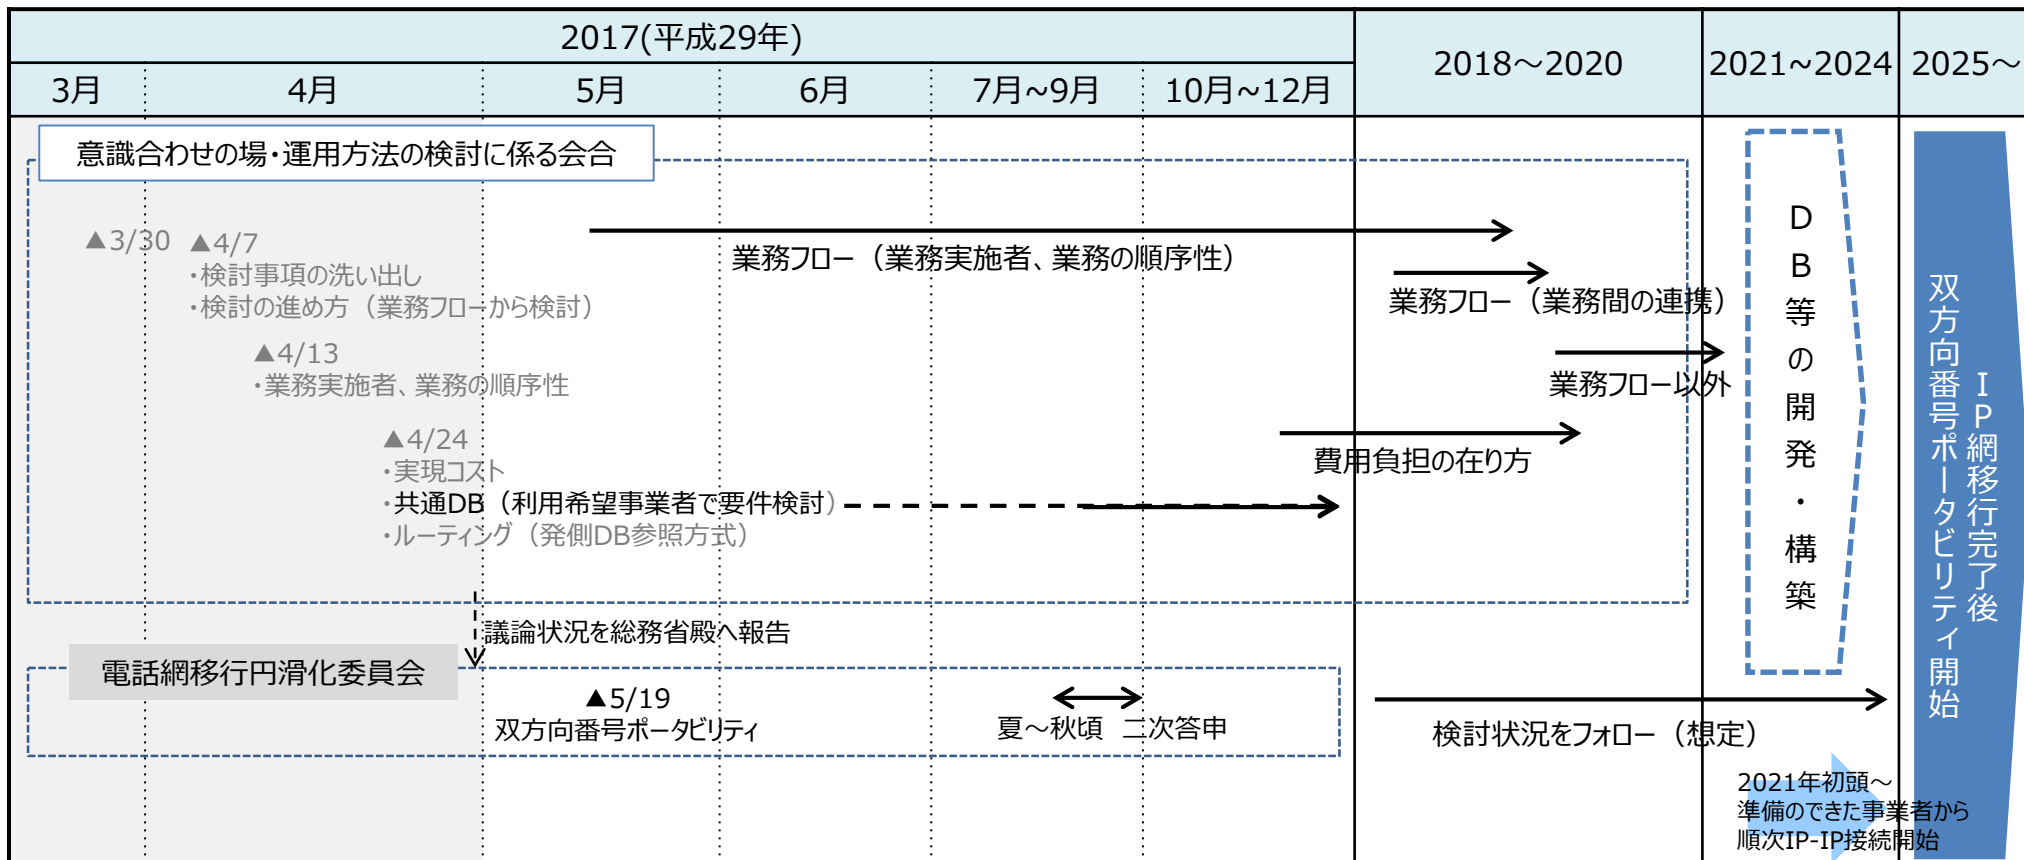 2017(平成29年)
2018～2020
2021~2024
2025～
3月
4月
5月
6月
7月~9月
10月~12月
意識合わせの場・運用方法の検討に係る会合
▲3/30
▲4/7
・検討事項の洗い出し
・検討の進め方（業務フローから検討）
▲4/13
・業務実施者、業務の順序性
▲4/24
・実現コスト
・共通DB（利用希望事業者で要件検討）
・ルーティング（発側DB参照方式）
業務フロー（業務実施者、業務の順序性）
業務フロー（業務間の連携）
業務フロー以外
費用負担の在り方
DB等の開発・構築
IP網移行完了後
双方向番号ポータビリティ開始
議論状況を総務省殿へ報告
電話網移行円滑化委員会
▲5/19
双方向番号ポータビリティ
夏～秋頃 二次答申
検討状況をフォロー（想定）
2021年初頭～
準備のできた事業者から
順次IP-IP接続開始